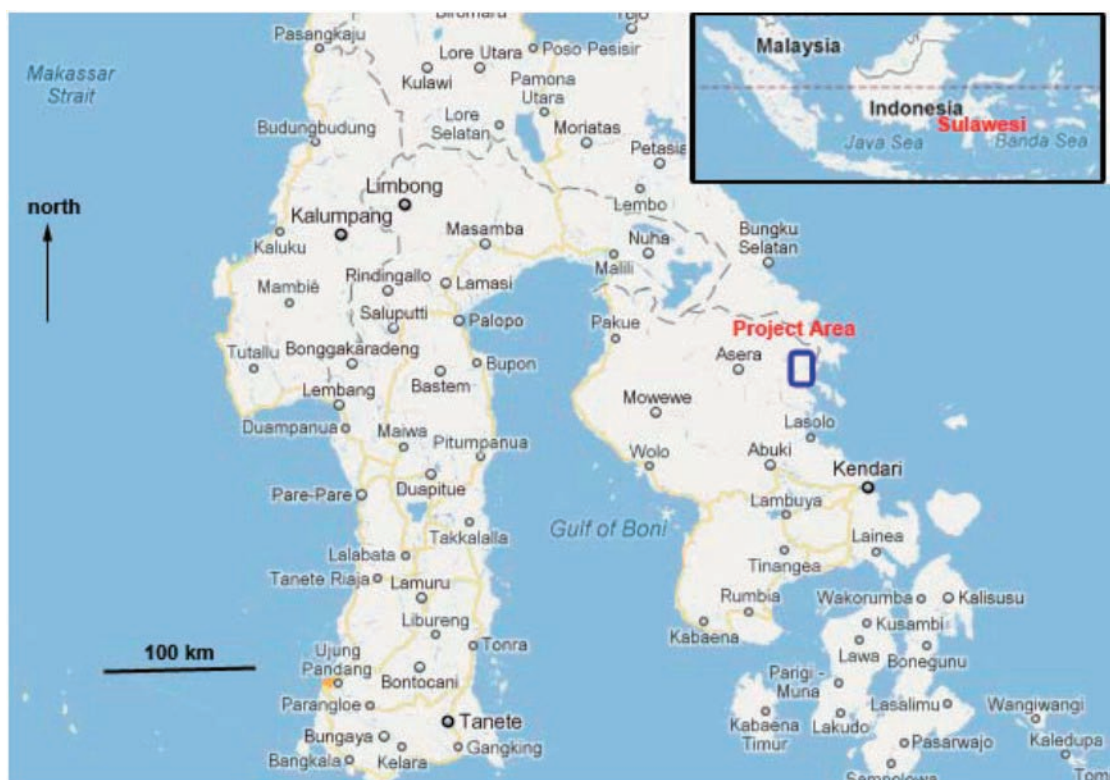 Biromaru
Tojo
Pasangkaju
Lore Utara
Poso Pesisir
Kulawi
Pamona
Utara
Makassar
Strait
Malaysia
Indonesia
Sulawesi
Java Sea
Banda Sea
Budungbudung
Lore
Selatan
Moriatas
Petasia
Lembo
north
Limbong
Kalumpang
Kaluku
Masamba
Nuha
Malili
Bungku
Selatan
Rindingallo
Lamasi
Mambié
Saluputti
Palopo
Pakue
Project Area
Tutallu
Bonggakaradeng
Bupon
Asera
Bastem
Lembang
Mowewe
Duampanua
Maiwa
Pitumpanua
Lasolo
Wolo
Abuki
Kendari
Pare-Pare
Duapitue
Lambuya
Takkalalla
Gulf of Boni
Lainea
Lalabata
Tinangea
Tanete Riaja
Lamuru
Rumbia
Wakorumba
Kalisusu
Libureng
Kabaena
Kusambi
100 km
Ujung
Pandang
Tonra
Lawa
Bonegunu
Bontocani
Parigi -
Muna
Parangloe
Kabaena
Timur
Lakudo
Lasalimu
Wangiwangi
Tanete
Bungaya
Kelara
Gangking
Pasarwajo
Kaledupa
Bangkala
Sempolowa
Tom